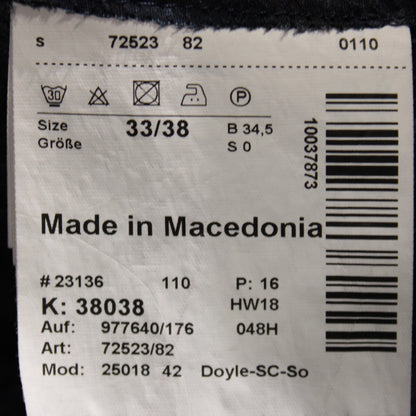 S 72523 82 0110
30 P
Size 33/38 B 34,5
Größe S 0
10037873
Made in Macedonia
# 23136 110 P: 16
K: 38038 HW18
Auf: 977640/176 048H
Art: 72523/82
Mod: 25018 42 Doyle-SC-So